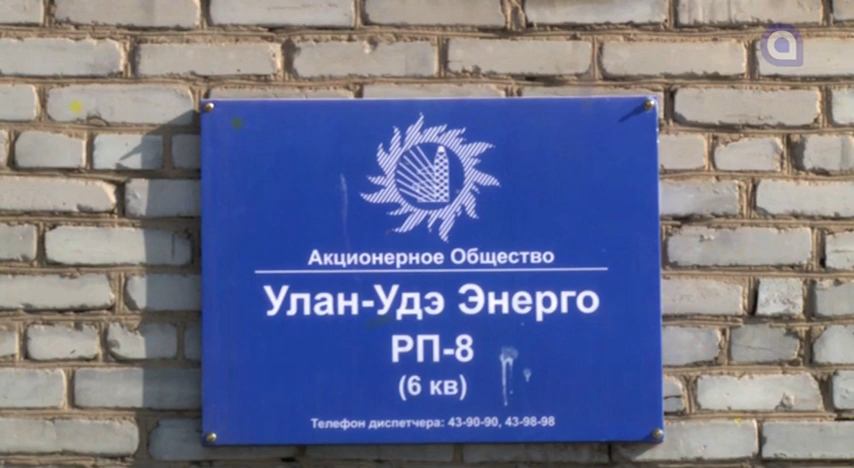 Акционерное Общество
Улан-Удэ Энерго
РП-8
(6 кв)
Телефон диспетчера: 43-90-90, 43-98-98